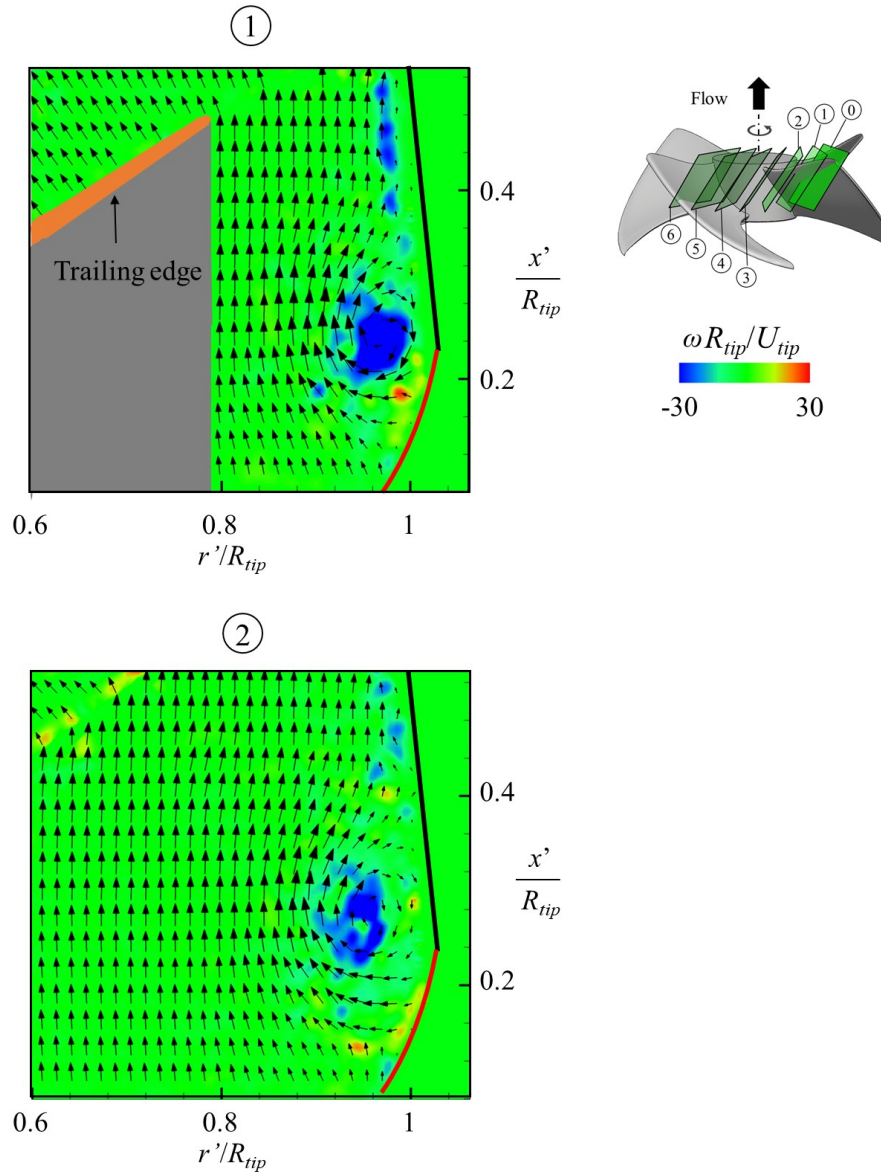 ①
Trailing edge
0.4
x’
R_tip
0.2
0.6 0.8 1
r’/R_tip
Flow
② ① ⓪
⑥ ⑤ ④ ③
ωR_tip/U_tip
-30 30
②
0.4
x’
R_tip
0.2
0.6 0.8 1
r’/R_tip